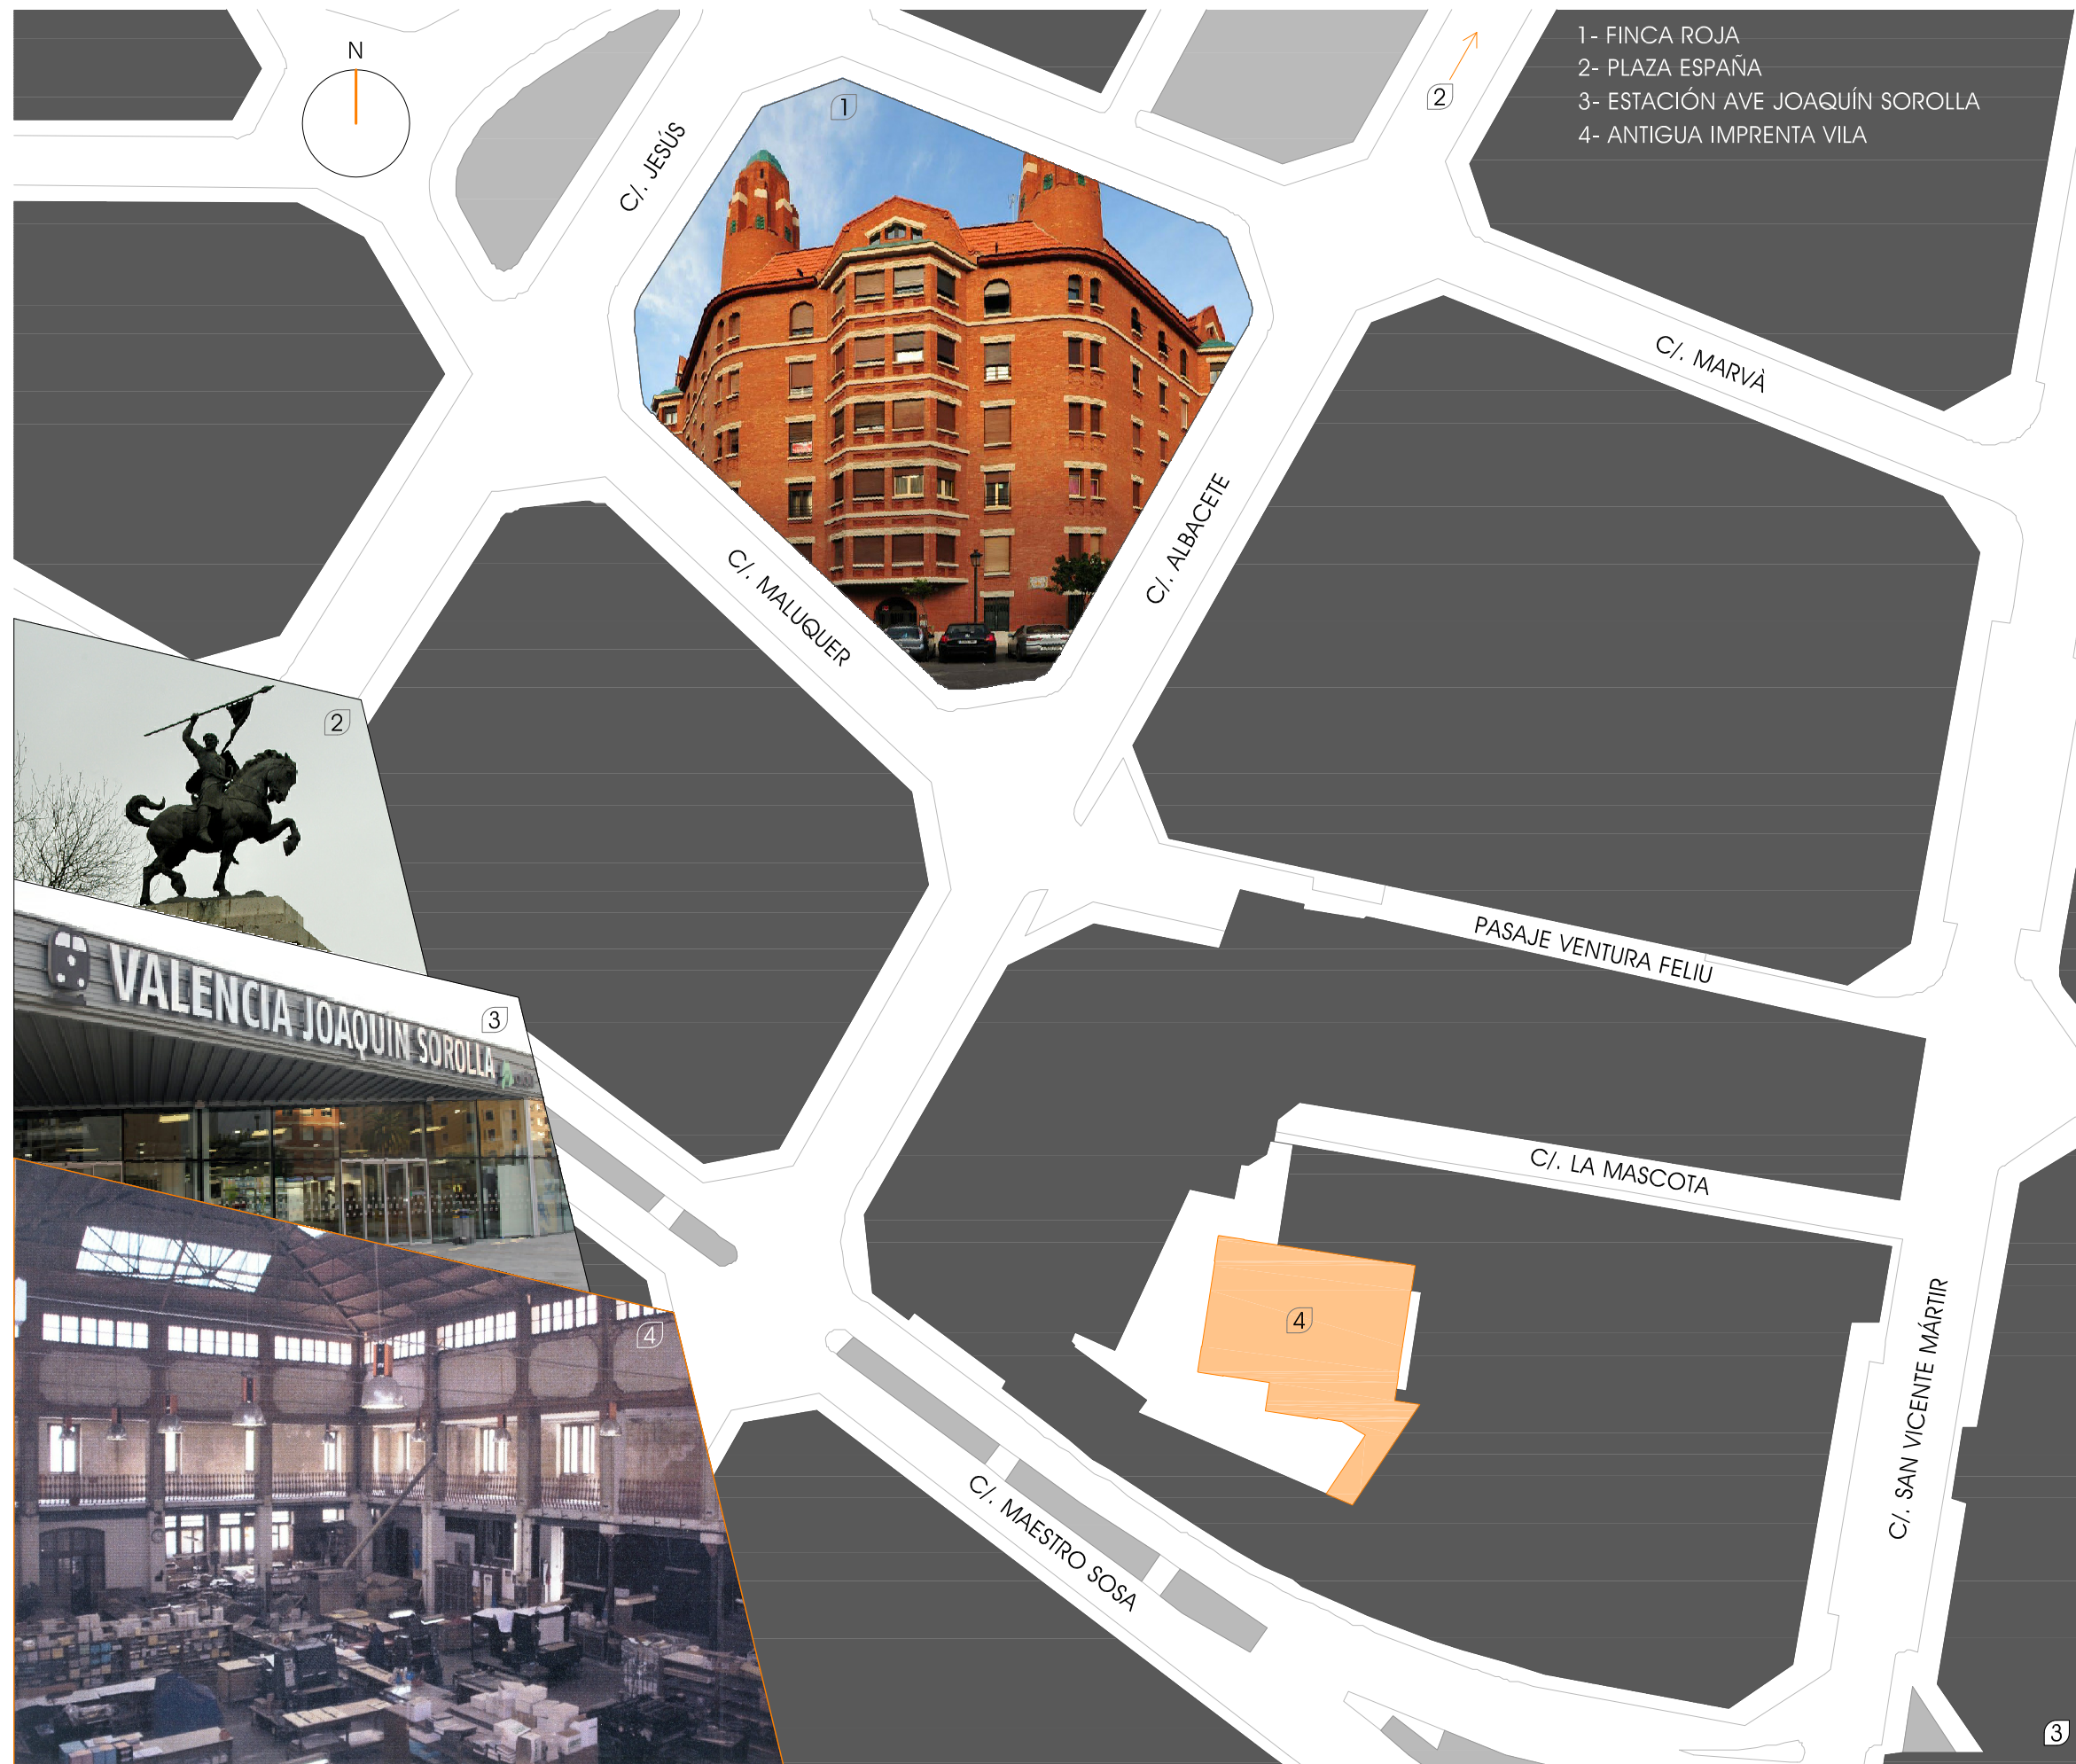 N
1
2
1- FINCA ROJA
2- PLAZA ESPAÑA
3- ESTACIÓN AVE JOAQUÍN SOROLLA
4- ANTIGUA IMPRENTA VILA
C/. JESÚS
C/. MARVÀ
C/. ALBACETE
C/. MALUQUER
2
PASAJE VENTURA FELIU
3
VALENCIA JOAQUÍN SOROLLA
C/. LA MASCOTA
4
4
C/. SAN VICENTE MÁRTIR
C/. MAESTRO SOSA
3